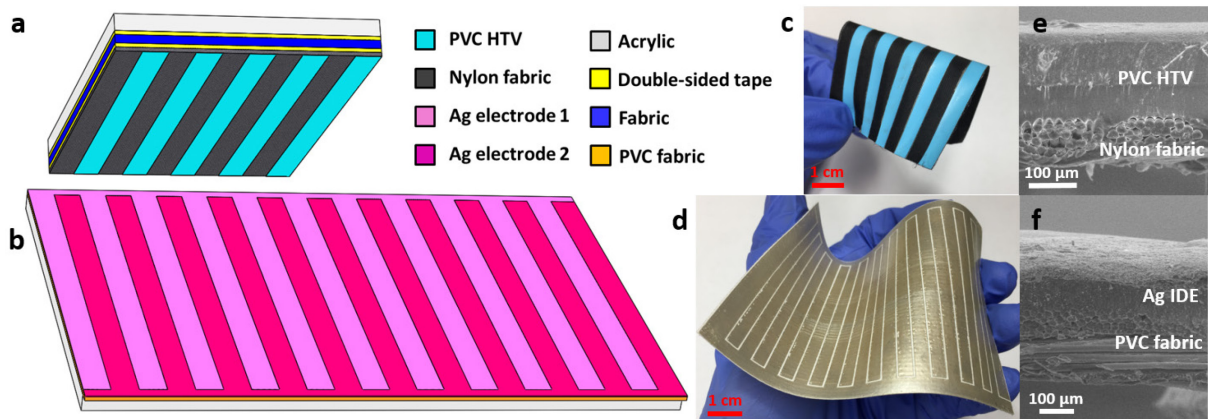 a
PVC HTV
Nylon fabric
Ag electrode 1
Ag electrode 2
Acrylic
Double-sided tape
Fabric
PVC fabric
b
c
1 cm
d
1 cm
e
PVC HTV
Nylon fabric
100 µm
f
Ag IDE
PVC fabric
100 µm